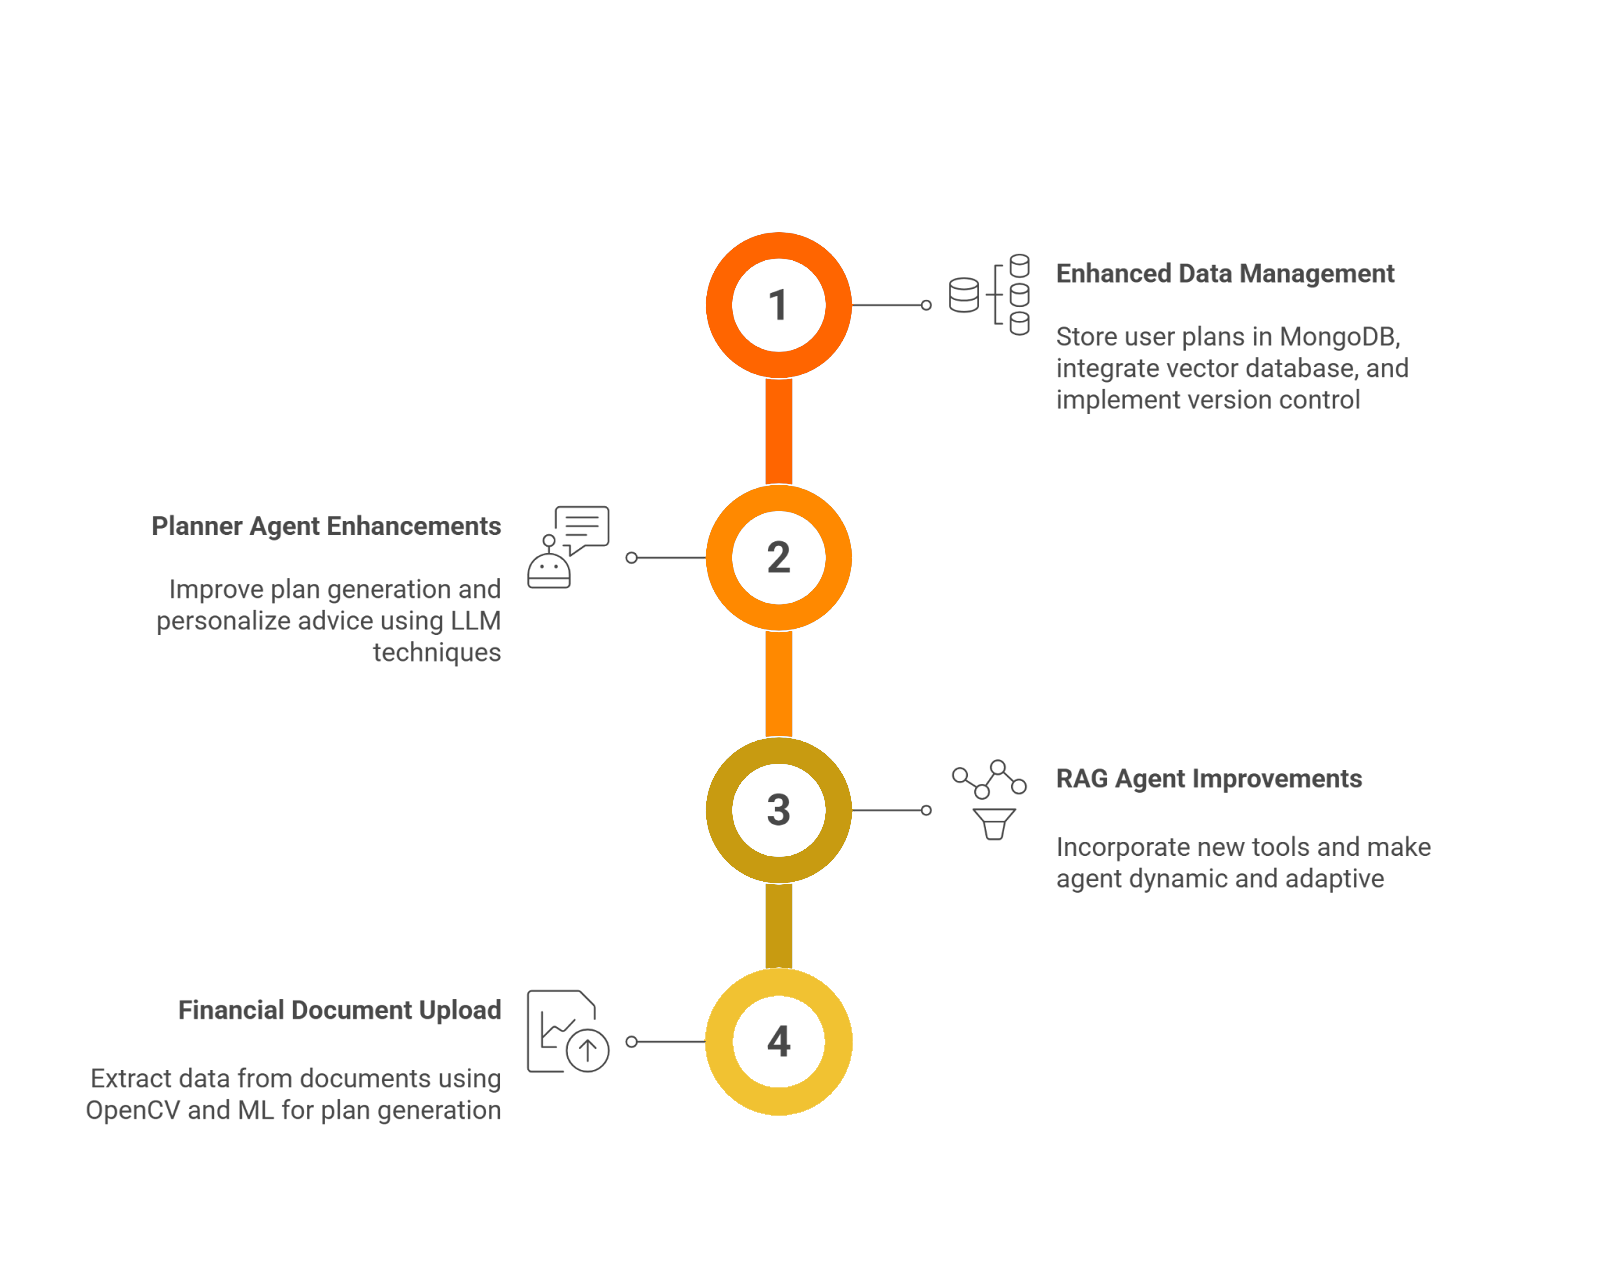 1
Enhanced Data Management
Store user plans in MongoDB,
integrate vector database, and
implement version control
2
Planner Agent Enhancements
Improve plan generation and
personalize advice using LLM
techniques
3
RAG Agent Improvements
Incorporate new tools and make
agent dynamic and adaptive
4
Financial Document Upload
Extract data from documents using
OpenCV and ML for plan generation